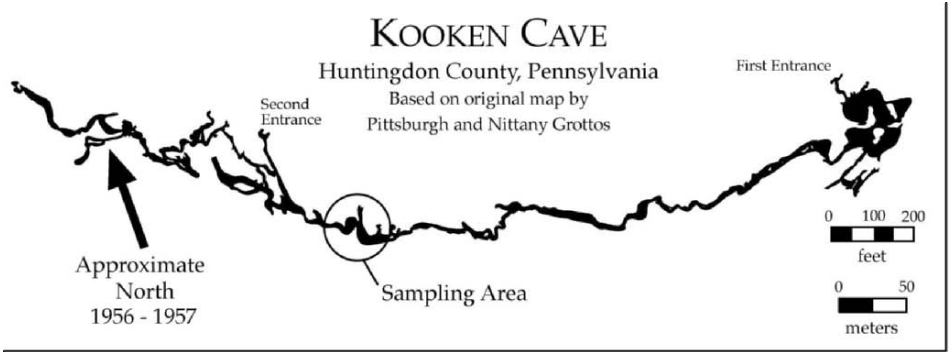 KOOKEN CAVE
Huntingdon County, Pennsylvania
Based on original map by
Pittsburgh and Nittany Grottos
First Entrance
Second
Entrance
Approximate
North
1956 - 1957
Sampling Area
0 100 200
feet
0 50
meters